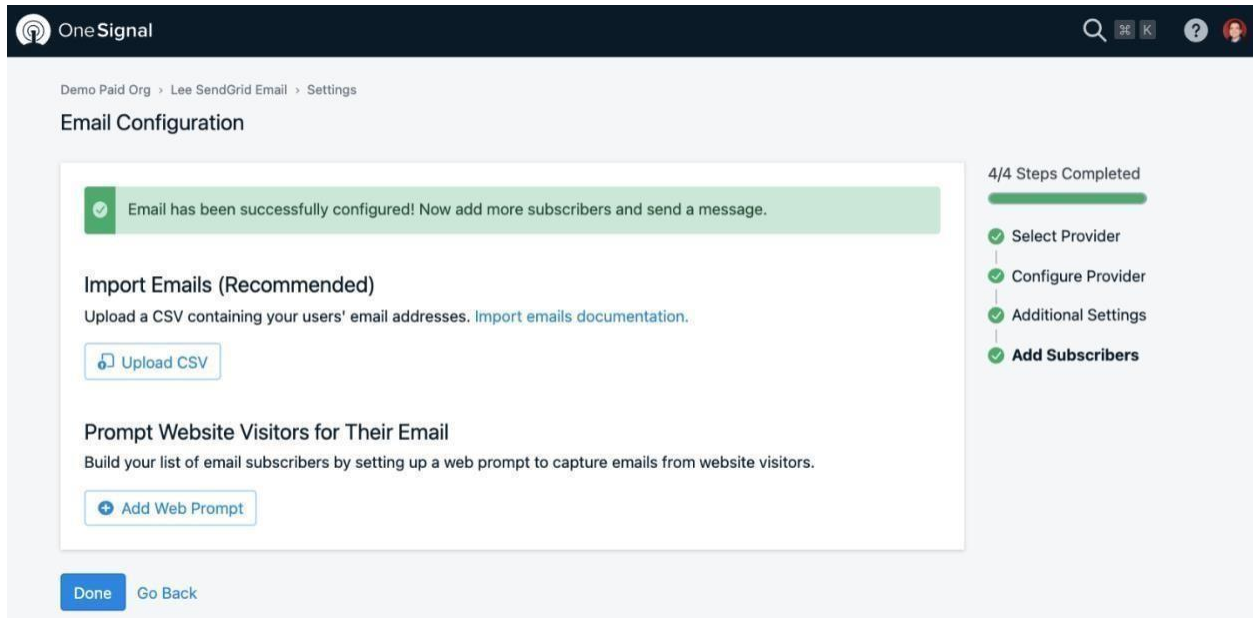 OneSignal
⌘ K
?
Demo Paid Org › Lee SendGrid Email › Settings
Email Configuration
Email has been successfully configured! Now add more subscribers and send a message.
Import Emails (Recommended)
Upload a CSV containing your users' email addresses. Import emails documentation.
Upload CSV
Prompt Website Visitors for Their Email
Build your list of email subscribers by setting up a web prompt to capture emails from website visitors.
Add Web Prompt
Done Go Back
4/4 Steps Completed
Select Provider
Configure Provider
Additional Settings
Add Subscribers